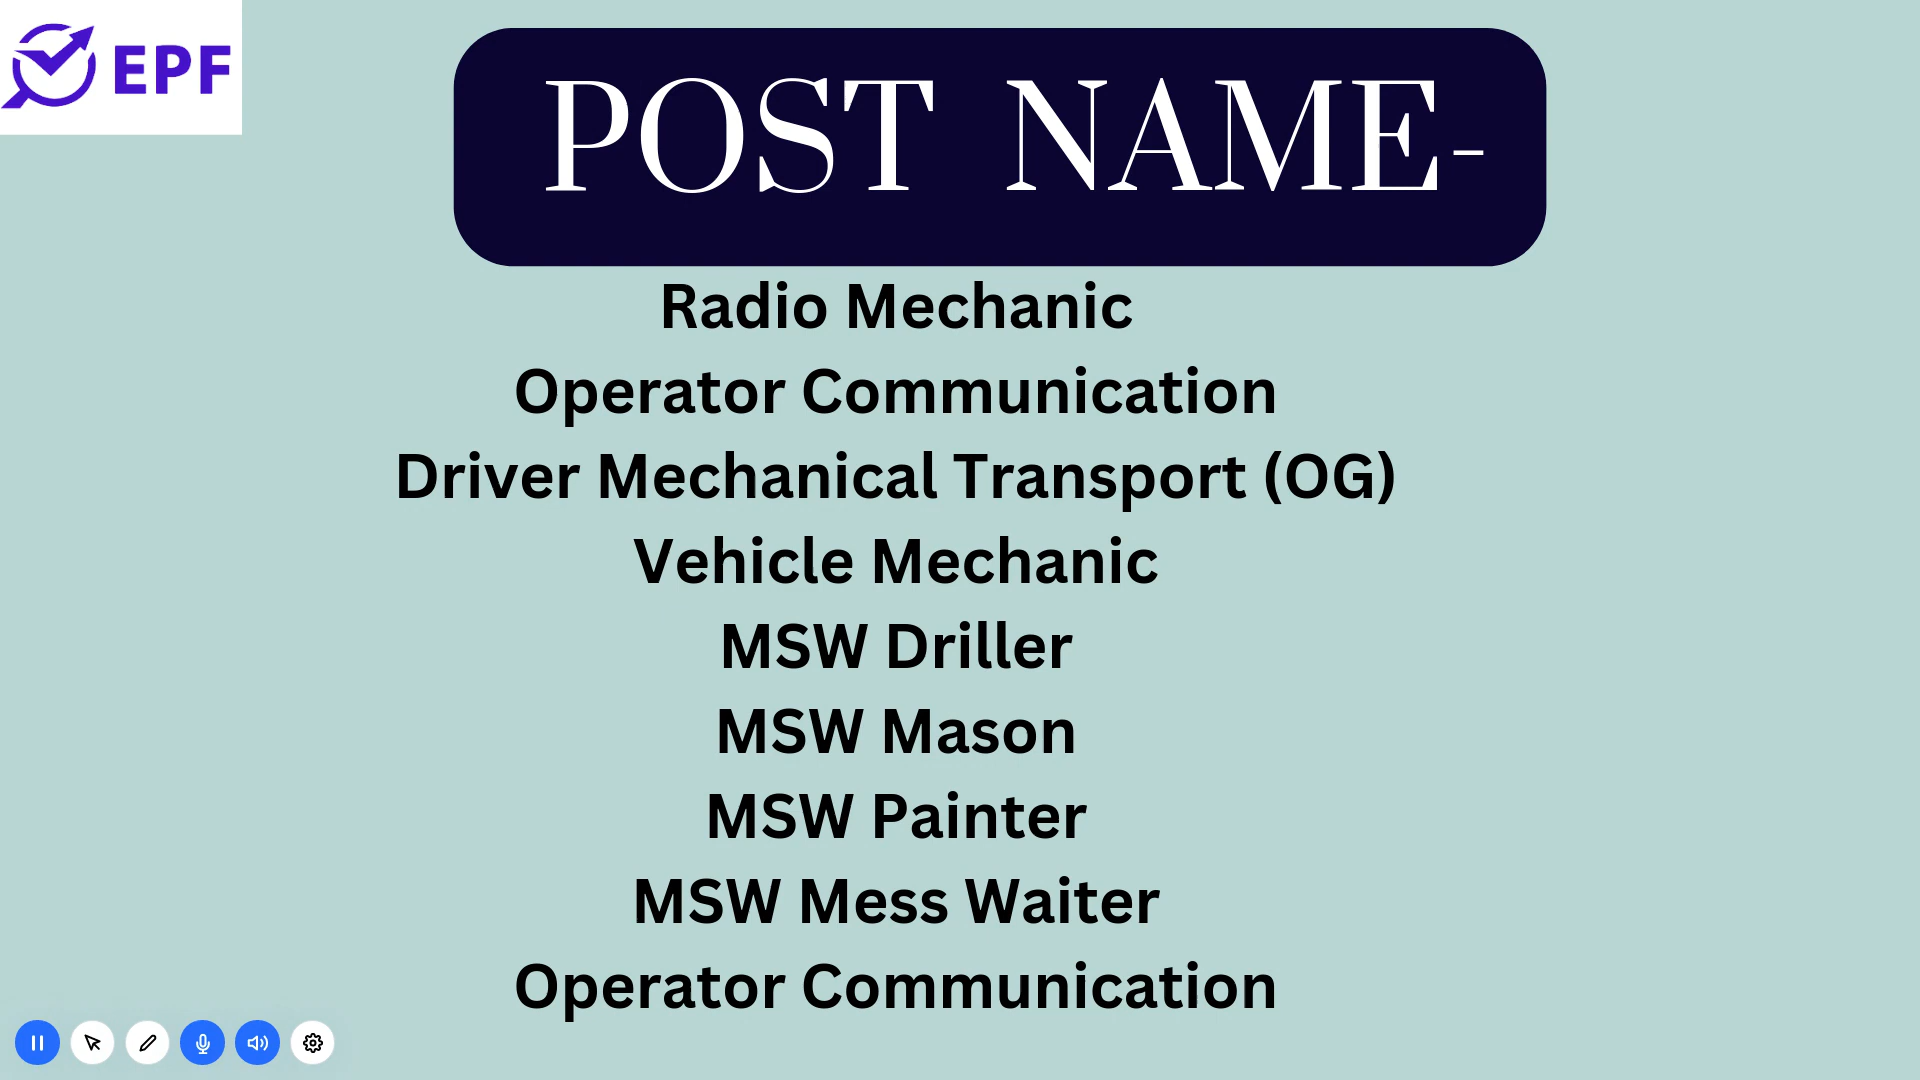 EPF
POST NAME-
Radio Mechanic
Operator Communication
Driver Mechanical Transport (OG)
Vehicle Mechanic
MSW Driller
MSW Mason
MSW Painter
MSW Mess Waiter
Operator Communication